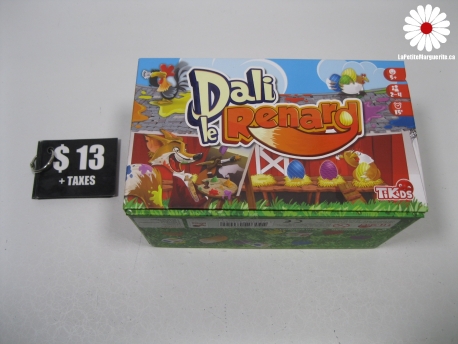 LaPetiteMarguerite.ca
Dali
le Renard
$ 13
+ TAXES
TiKiDS